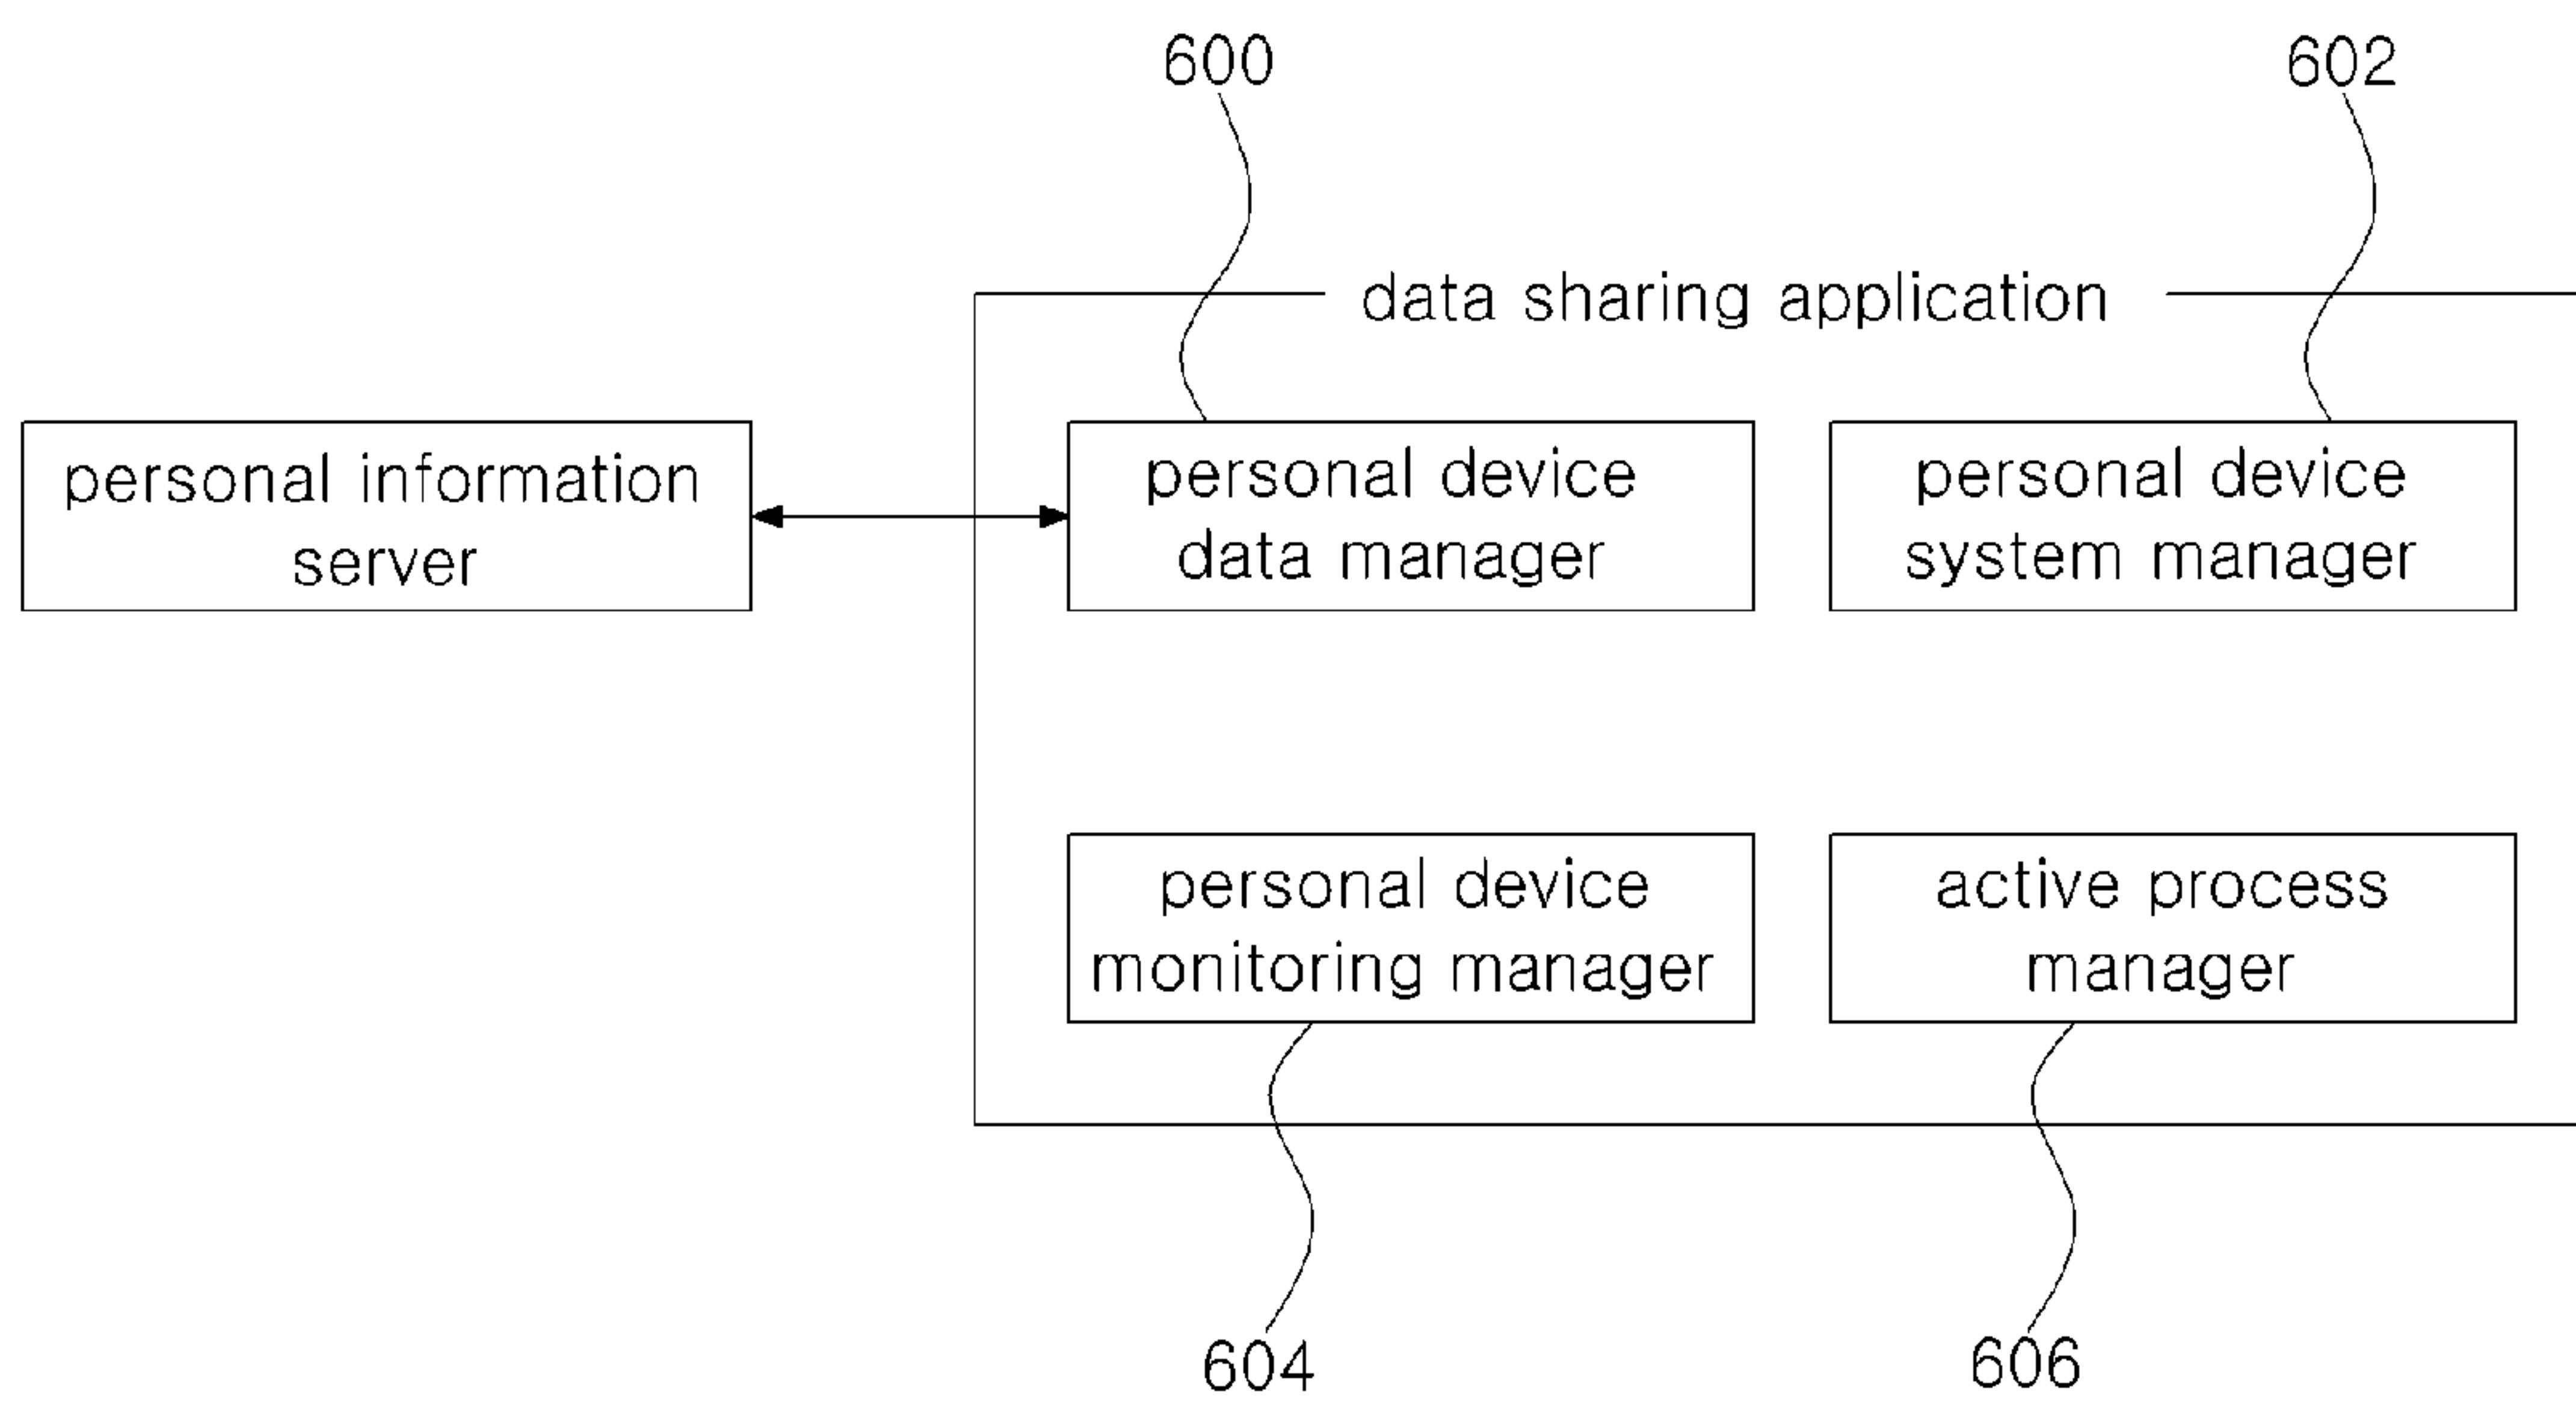 600
602
data sharing application
personal information
server
personal device
data manager
personal device
system manager
personal device
monitoring manager
active process
manager
604
606